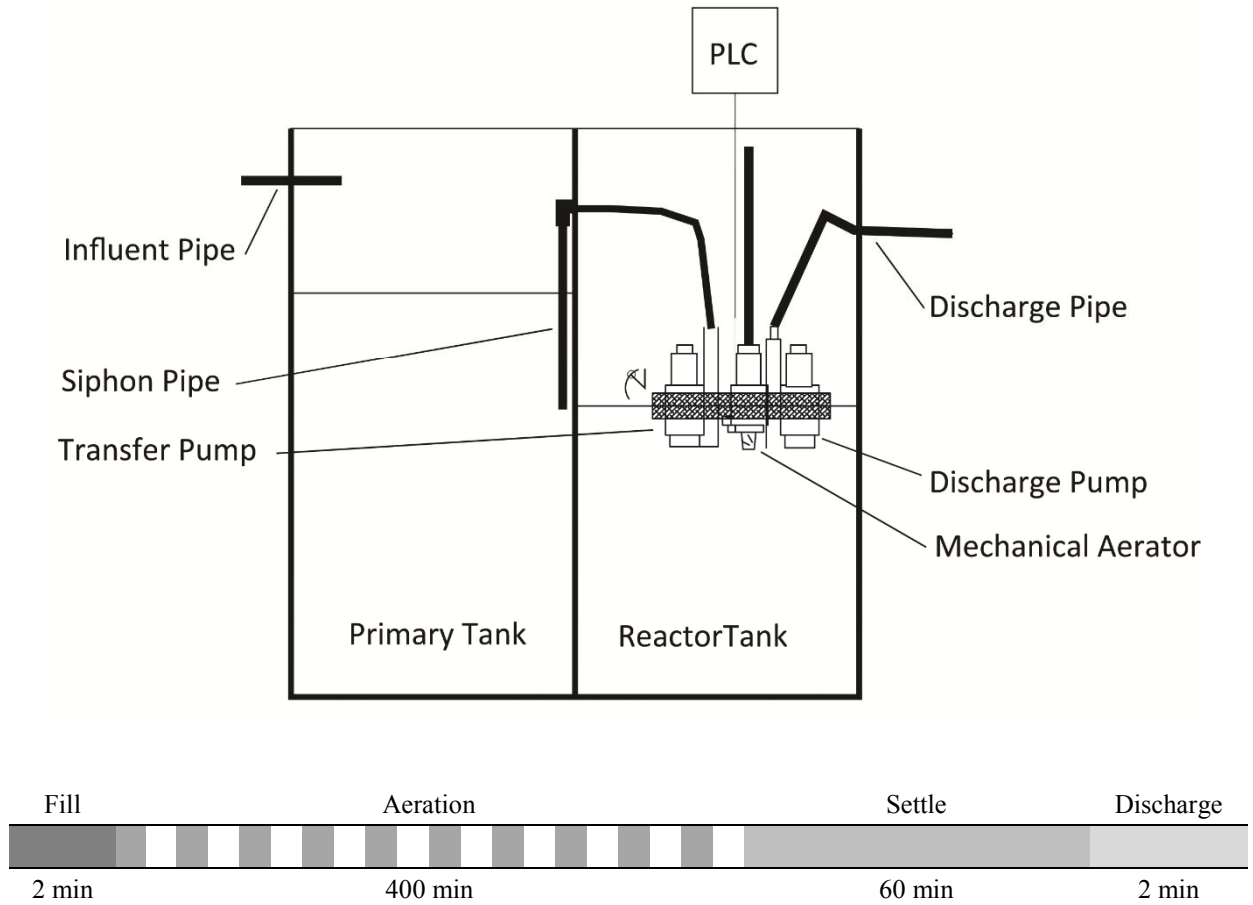 PLC
Influent Pipe
Siphon Pipe
Transfer Pump
Discharge Pipe
Discharge Pump
Mechanical Aerator
Primary Tank
ReactorTank
Fill Aeration Settle Discharge
2 min 400 min 60 min 2 min